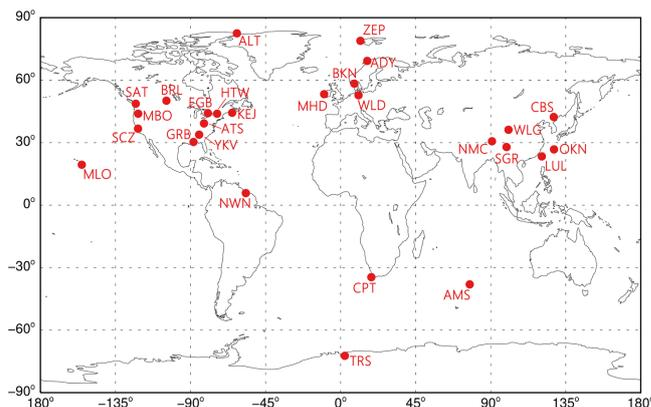 90°
ZEP
ALT
ADY
60°
BKN
SAT BRL HTW
EGB
MHD WLD
MBO KEJ CBS
SCZ GRB ATS WLG
30° YKV NMC SGR OKN
LUL
MLO
0° NWN
−30°
CPT AMS
−60°
TRS
−90°
180° −135° −90° −45° 0° 45° 90° 90° 135° 180°